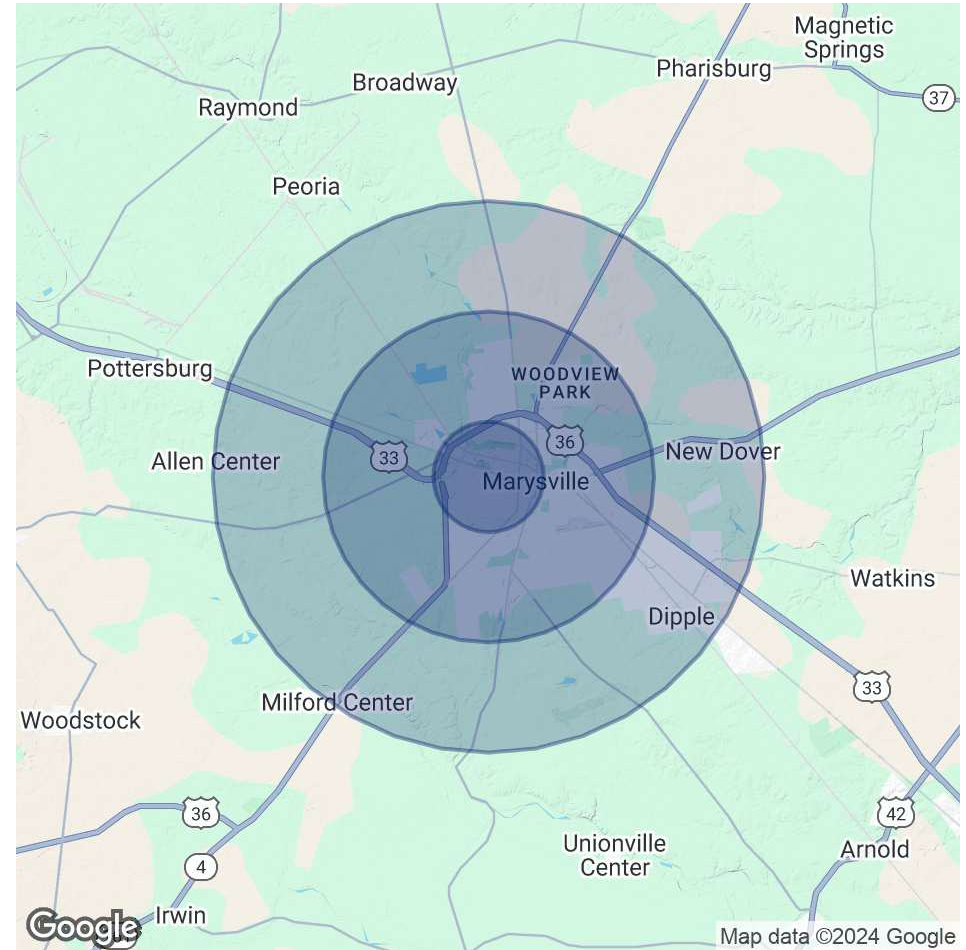 Magnetic
Springs
Pharisburg
Broadway
37
Raymond
Peoria
Pottersburg
WOODVIEW
PARK
36
33
New Dover
Allen Center
Marysville
Watkins
Dipple
33
Milford Center
Woodstock
36
42
Unionville
Center
Arnold
4
Irwin
Google
Map data ©2024 Google